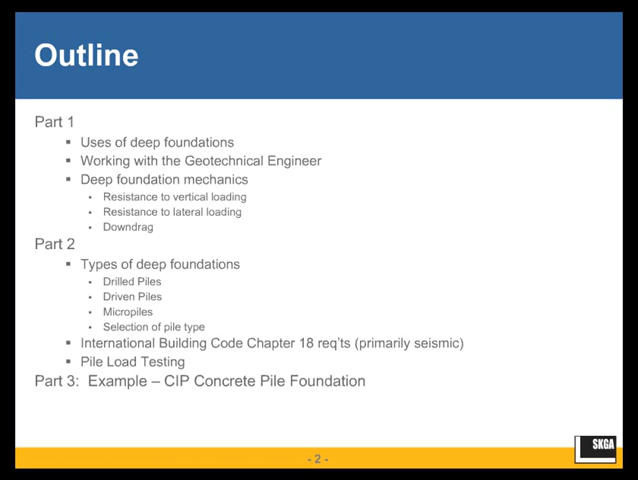 Outline
Part 1
▪ Uses of deep foundations
▪ Working with the Geotechnical Engineer
▪ Deep foundation mechanics
▪ Resistance to vertical loading
▪ Resistance to lateral loading
▪ Downdrag
Part 2
▪ Types of deep foundations
▪ Drilled Piles
▪ Driven Piles
▪ Micropiles
▪ Selection of pile type
▪ International Building Code Chapter 18 req'ts (primarily seismic)
▪ Pile Load Testing
Part 3: Example – CIP Concrete Pile Foundation
SKGA
- 2 -